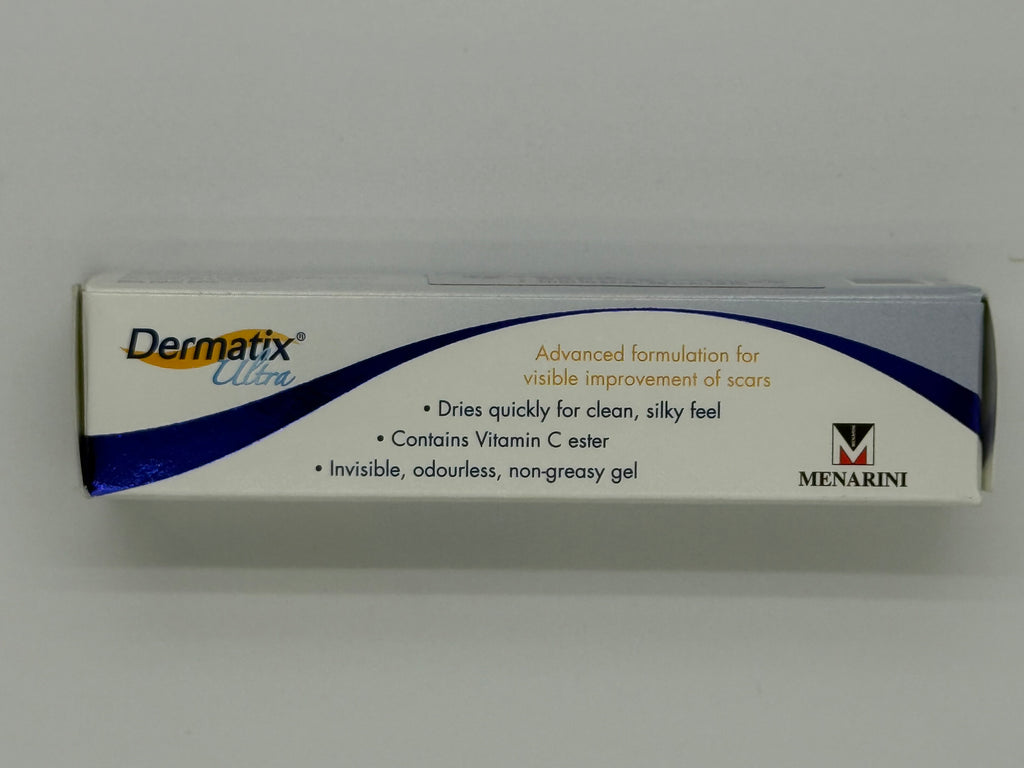 Dermatix®
Ultra
Advanced formulation for
visible improvement of scars
• Dries quickly for clean, silky feel
• Contains Vitamin C ester
• Invisible, odourless, non-greasy gel
MENARINI